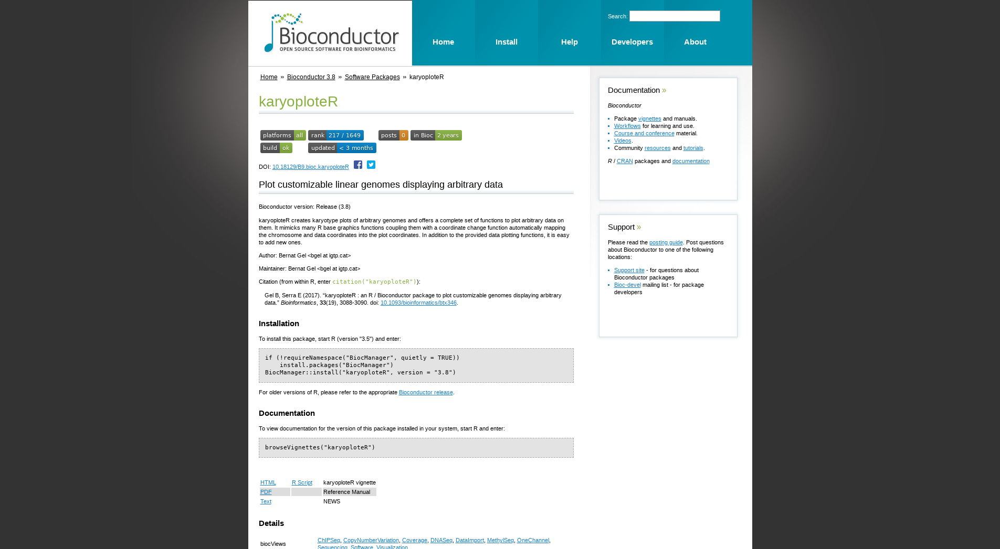 Bioconductor
OPEN SOURCE SOFTWARE FOR BIOINFORMATICS
Search:
Home Install Help Developers About
Home » Bioconductor 3.8 » Software Packages » karyoploteR
karyoploteR
platforms all rank 217 / 1649 posts 0 in Bioc 2 years
build ok updated < 3 months
DOI: 10.18129/B9.bioc.karyoploteR
Plot customizable linear genomes displaying arbitrary data
Bioconductor version: Release (3.8)
karyoploteR creates karyotype plots of arbitrary genomes and offers a complete set of functions to plot arbitrary data on
them. It mimicks many R base graphics functions coupling them with a coordinate change function automatically mapping
the chromosome and data coordinates into the plot coordinates. In addition to the provided data plotting functions, it is easy
to add new ones.
Author: Bernat Gel <bgel at igtp.cat>
Maintainer: Bernat Gel <bgel at igtp.cat>
Citation (from within R, enter citation("karyoploteR")):
Gel B, Serra E (2017). “karyoploteR : an R / Bioconductor package to plot customizable genomes displaying arbitrary
data.” Bioinformatics, 33(19), 3088-3090. doi: 10.1093/bioinformatics/btx346.
Installation
To install this package, start R (version "3.5") and enter:
if (!requireNamespace("BiocManager", quietly = TRUE))
    install.packages("BiocManager")
BiocManager::install("karyoploteR", version = "3.8")
For older versions of R, please refer to the appropriate Bioconductor release.
Documentation
To view documentation for the version of this package installed in your system, start R and enter:
browseVignettes("karyoploteR")
HTML R Script karyoploteR vignette
PDF Reference Manual
Text NEWS
Details
biocViews
ChIPSeq, CopyNumberVariation, Coverage, DNASeq, DataImport, MethylSeq, OneChannel,
Sequencing, Software, Visualization
Documentation »
Bioconductor
Package vignettes and manuals.
Workflows for learning and use.
Course and conference material.
Videos.
Community resources and tutorials.
R / CRAN packages and documentation
Support »
Please read the posting guide. Post questions
about Bioconductor to one of the following
locations:
Support site - for questions about
Bioconductor packages
Bioc-devel mailing list - for package
developers